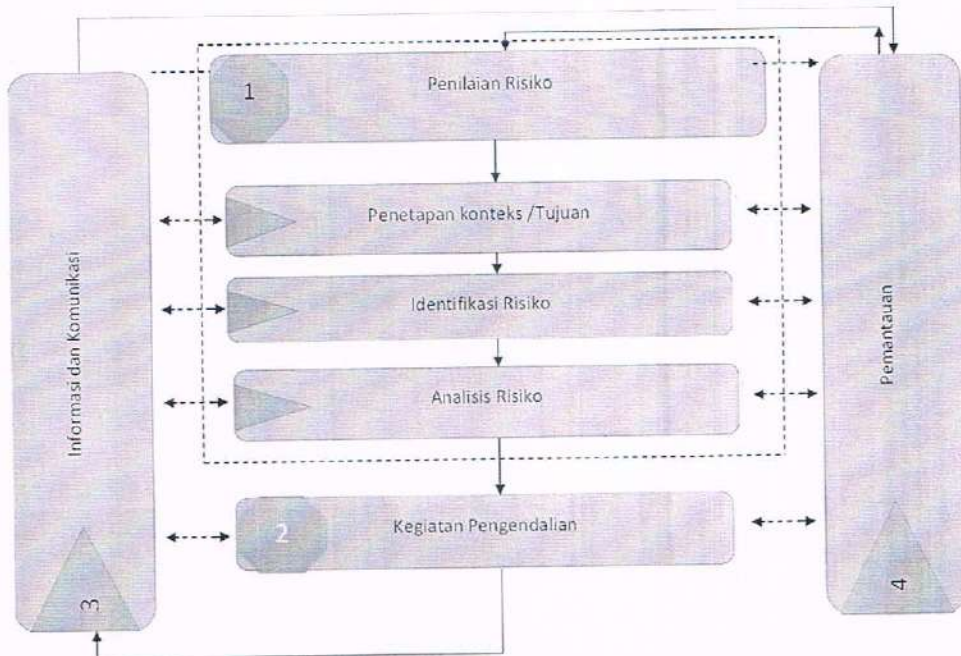 1
Penilaian Risiko
Penetapan konteks /Tujuan
Identifikasi Risiko
Analisis Risiko
2
Kegiatan Pengendalian
Informasi dan Komunikasi
3
Pemantauan
4